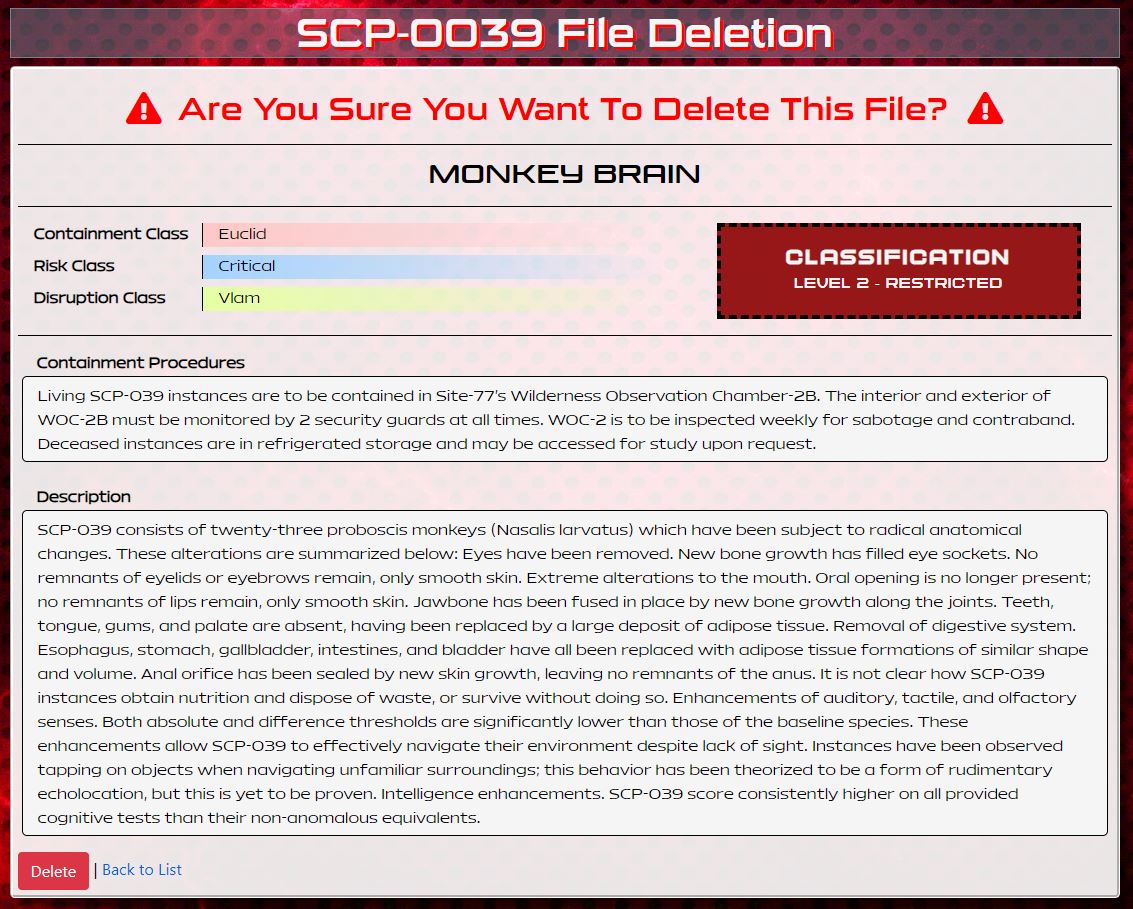 SCP-0039 File Deletion
Are You Sure You Want To Delete This File?
MONKEY BRAIN
Containment Class Euclid
Risk Class Critical
Disruption Class Vlam
CLASSIFICATION
LEVEL 2 - RESTRICTED
Containment Procedures
Living SCP-039 instances are to be contained in Site-77's Wilderness Observation Chamber-2B. The interior and exterior of
WOC-2B must be monitored by 2 security guards at all times. WOC-2 is to be inspected weekly for sabotage and contraband.
Deceased instances are in refrigerated storage and may be accessed for study upon request.
Description
SCP-039 consists of twenty-three proboscis monkeys (Nasalis larvatus) which have been subject to radical anatomical
changes. These alterations are summarized below: Eyes have been removed. New bone growth has filled eye sockets. No
remnants of eyelids or eyebrows remain, only smooth skin. Extreme alterations to the mouth. Oral opening is no longer present;
no remnants of lips remain, only smooth skin. Jawbone has been fused in place by new bone growth along the joints. Teeth,
tongue, gums, and palate are absent, having been replaced by a large deposit of adipose tissue. Removal of digestive system.
Esophagus, stomach, gallbladder, intestines, and bladder have all been replaced with adipose tissue formations of similar shape
and volume. Anal orifice has been sealed by new skin growth, leaving no remnants of the anus. It is not clear how SCP-039
instances obtain nutrition and dispose of waste, or survive without doing so. Enhancements of auditory, tactile, and olfactory
senses. Both absolute and difference thresholds are significantly lower than those of the baseline species. These
enhancements allow SCP-039 to effectively navigate their environment despite lack of sight. Instances have been observed
tapping on objects when navigating unfamiliar surroundings; this behavior has been theorized to be a form of rudimentary
echolocation, but this is yet to be proven. Intelligence enhancements. SCP-039 score consistently higher on all provided
cognitive tests than their non-anomalous equivalents.
Delete | Back to List